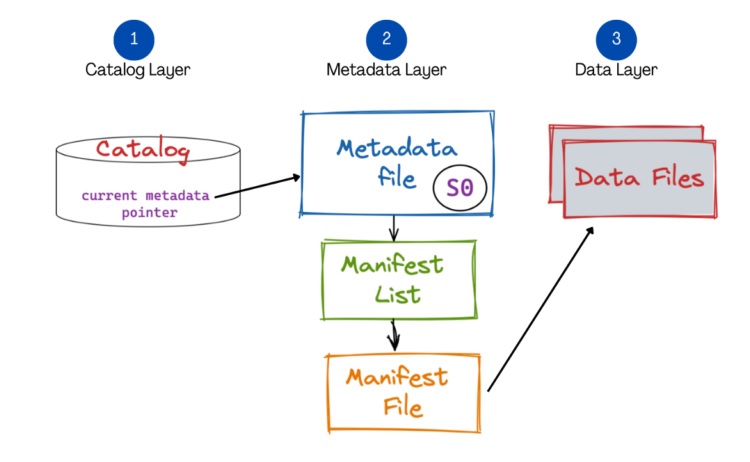 1
Catalog Layer
2
Metadata Layer
3
Data Layer
Catalog
current metadata
pointer
Metadata
file
S0
Manifest
List
Manifest
File
Data Files